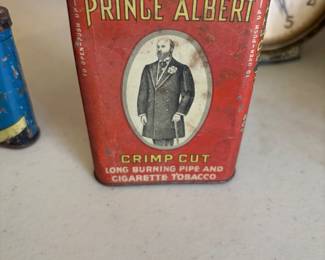 PRINCE ALBERT
CRIMP CUT
LONG BURNING PIPE AND
CIGARETTE TOBACCO